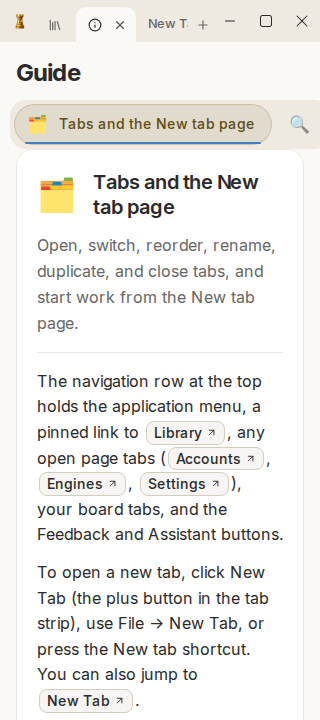 New T
Guide
Tabs and the New tab page
Tabs and the New
tab page
Open, switch, reorder, rename,
duplicate, and close tabs, and
start work from the New tab
page.
The navigation row at the top
holds the application menu, a
pinned link to Library ↗, any
open page tabs (Accounts ↗,
Engines ↗, Settings ↗),
your board tabs, and the
Feedback and Assistant buttons.
To open a new tab, click New
Tab (the plus button in the tab
strip), use File → New Tab, or
press the New tab shortcut.
You can also jump to
New Tab ↗.